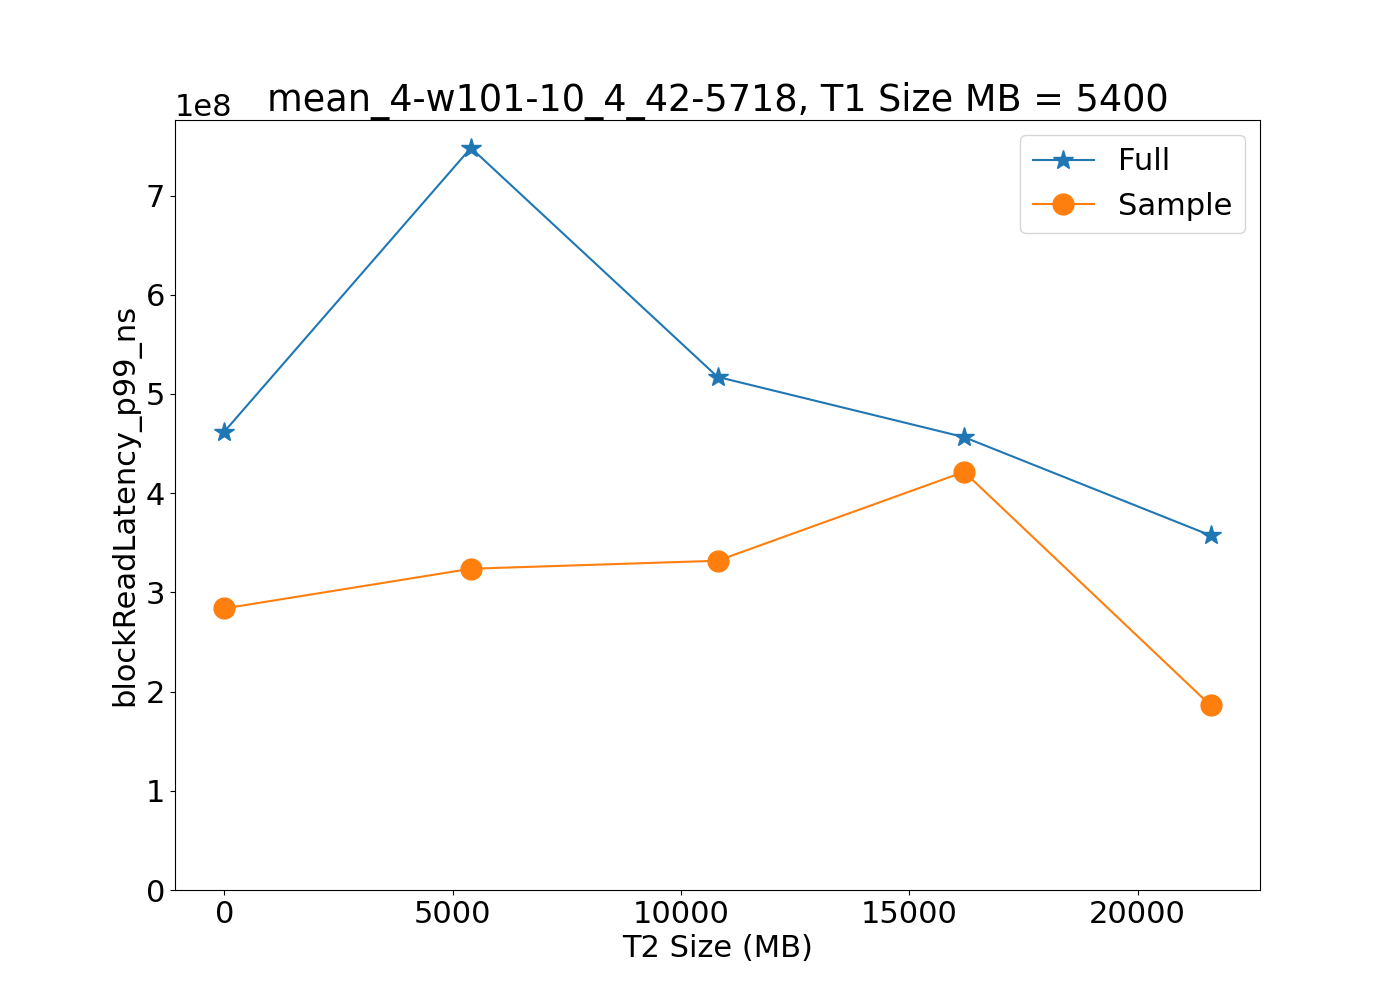 1e8
mean_4-w101-10_4_42-5718, T1 Size MB = 5400
Full
Sample
7
6
5
4
3
2
1
0
blockReadLatency_p99_ns
0 5000 10000 15000 20000
T2 Size (MB)